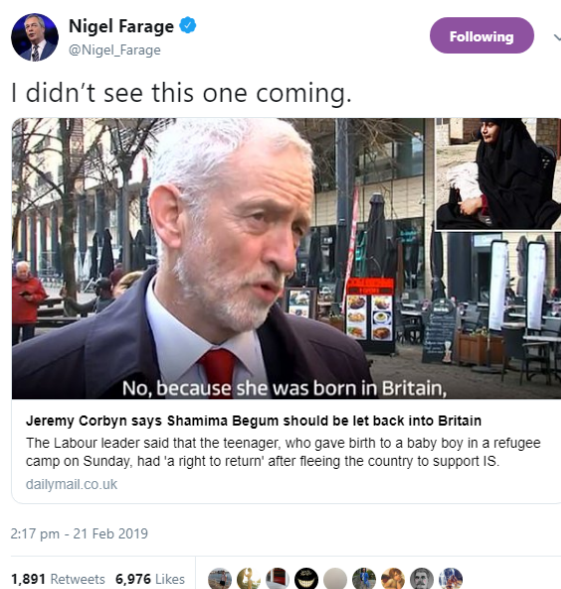 Nigel Farage
@Nigel_Farage
Following
I didn't see this one coming.
No, because she was born in Britain,
Jeremy Corbyn says Shamima Begum should be let back into Britain
The Labour leader said that the teenager, who gave birth to a baby boy in a refugee
camp on Sunday, had 'a right to return' after fleeing the country to support IS.
dailymail.co.uk
2:17 pm - 21 Feb 2019
1,891 Retweets 6,976 Likes